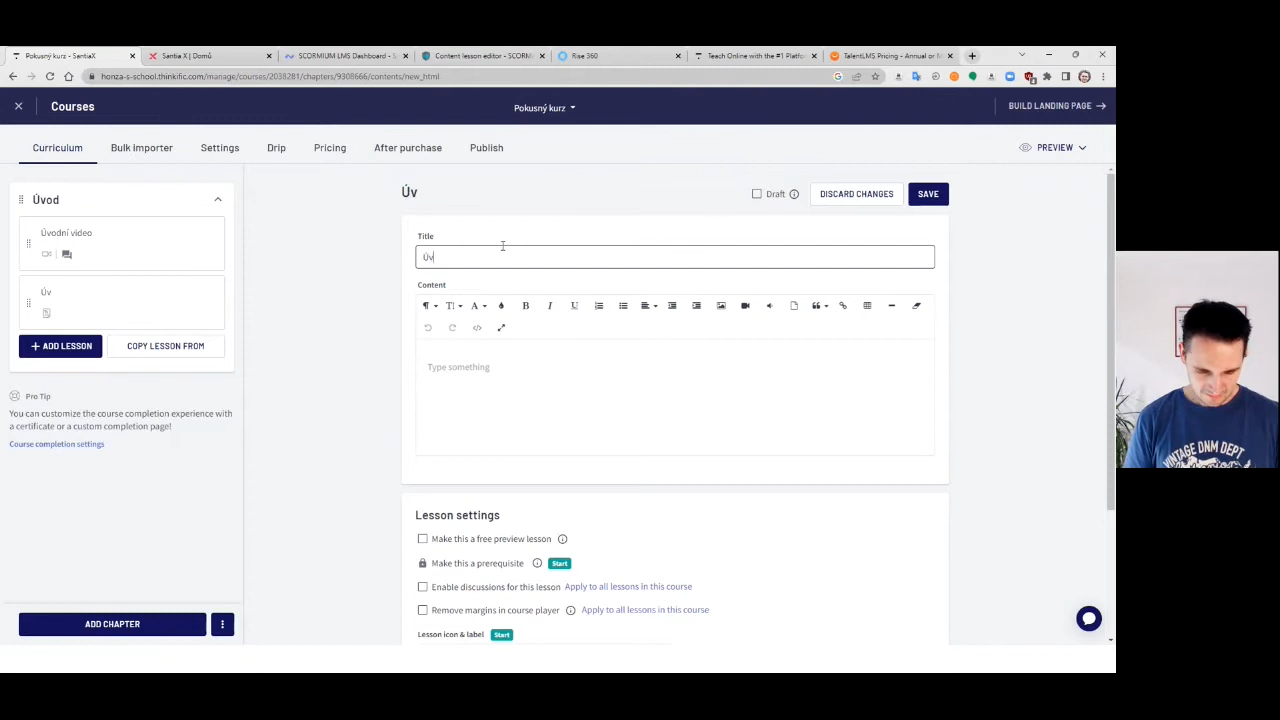 Pokusný kurz - SantiaX
Santia X | Domů
SCORMIUM LMS Dashboard - S
Content lesson editor - SCORM
Rise 360
Teach Online with the #1 Platfo
TalentLMS Pricing - Annual or M
honza-s-school.thinkific.com/manage/courses/2038281/chapters/9308666/contents/new_html
Courses
Pokusný kurz
BUILD LANDING PAGE
Curriculum
Bulk importer
Settings
Drip
Pricing
After purchase
Publish
PREVIEW
Úvod
Úvodní video
Úv
+ ADD LESSON
COPY LESSON FROM
Pro Tip
You can customize the course completion experience with
a certificate or a custom completion page!
Course completion settings
ADD CHAPTER
Úv
Draft
DISCARD CHANGES
SAVE
Title
Úv
Content
Type something
Lesson settings
Make this a free preview lesson
Make this a prerequisite Start
Enable discussions for this lesson Apply to all lessons in this course
Remove margins in course player Apply to all lessons in this course
Lesson icon & label Start
VINTAGE DNM DEPT